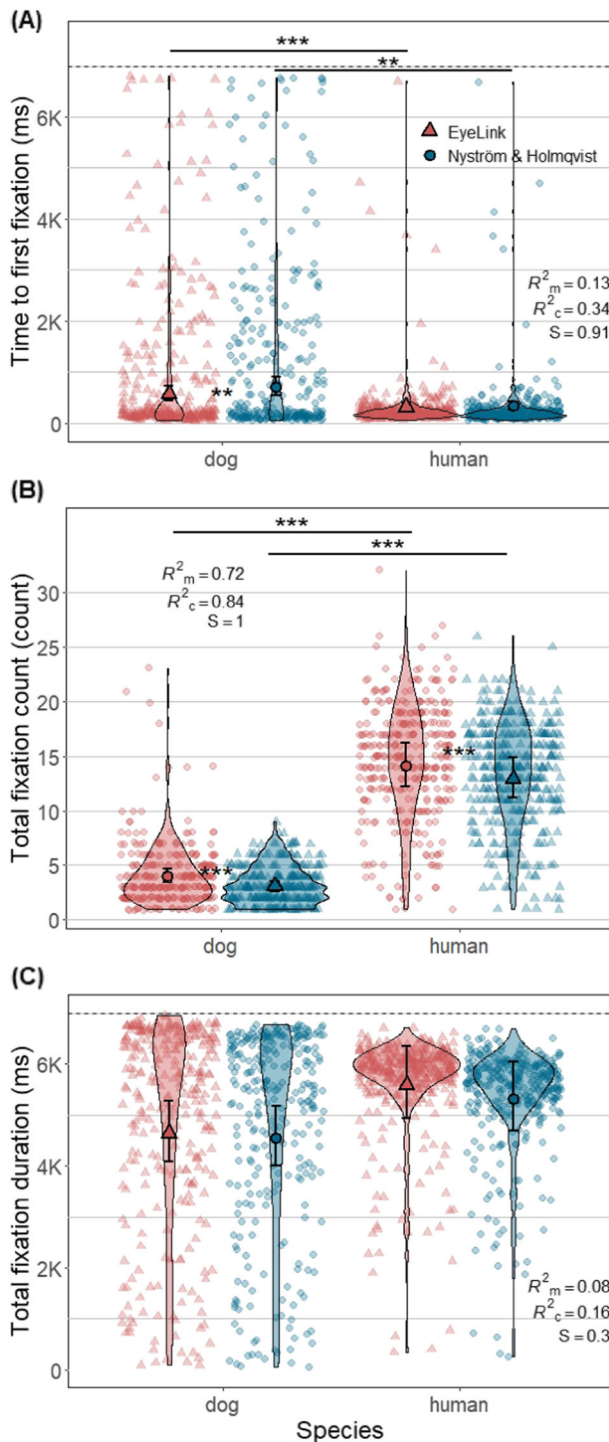 (A)
***
**
EyeLink
Nyström & Holmqvist
Time to first fixation (ms)
6K
4K
2K
0
R²m = 0.13
R²c = 0.34
S = 0.91
**
dog human
(B)
***
***
R²m = 0.72
R²c = 0.84
S = 1
Total fixation count (count)
30
25
20
15
10
5
0
***
***
dog human
(C)
Total fixation duration (ms)
6K
4K
2K
0
R²m = 0.08
R²c = 0.16
S = 0.3
dog human
Species